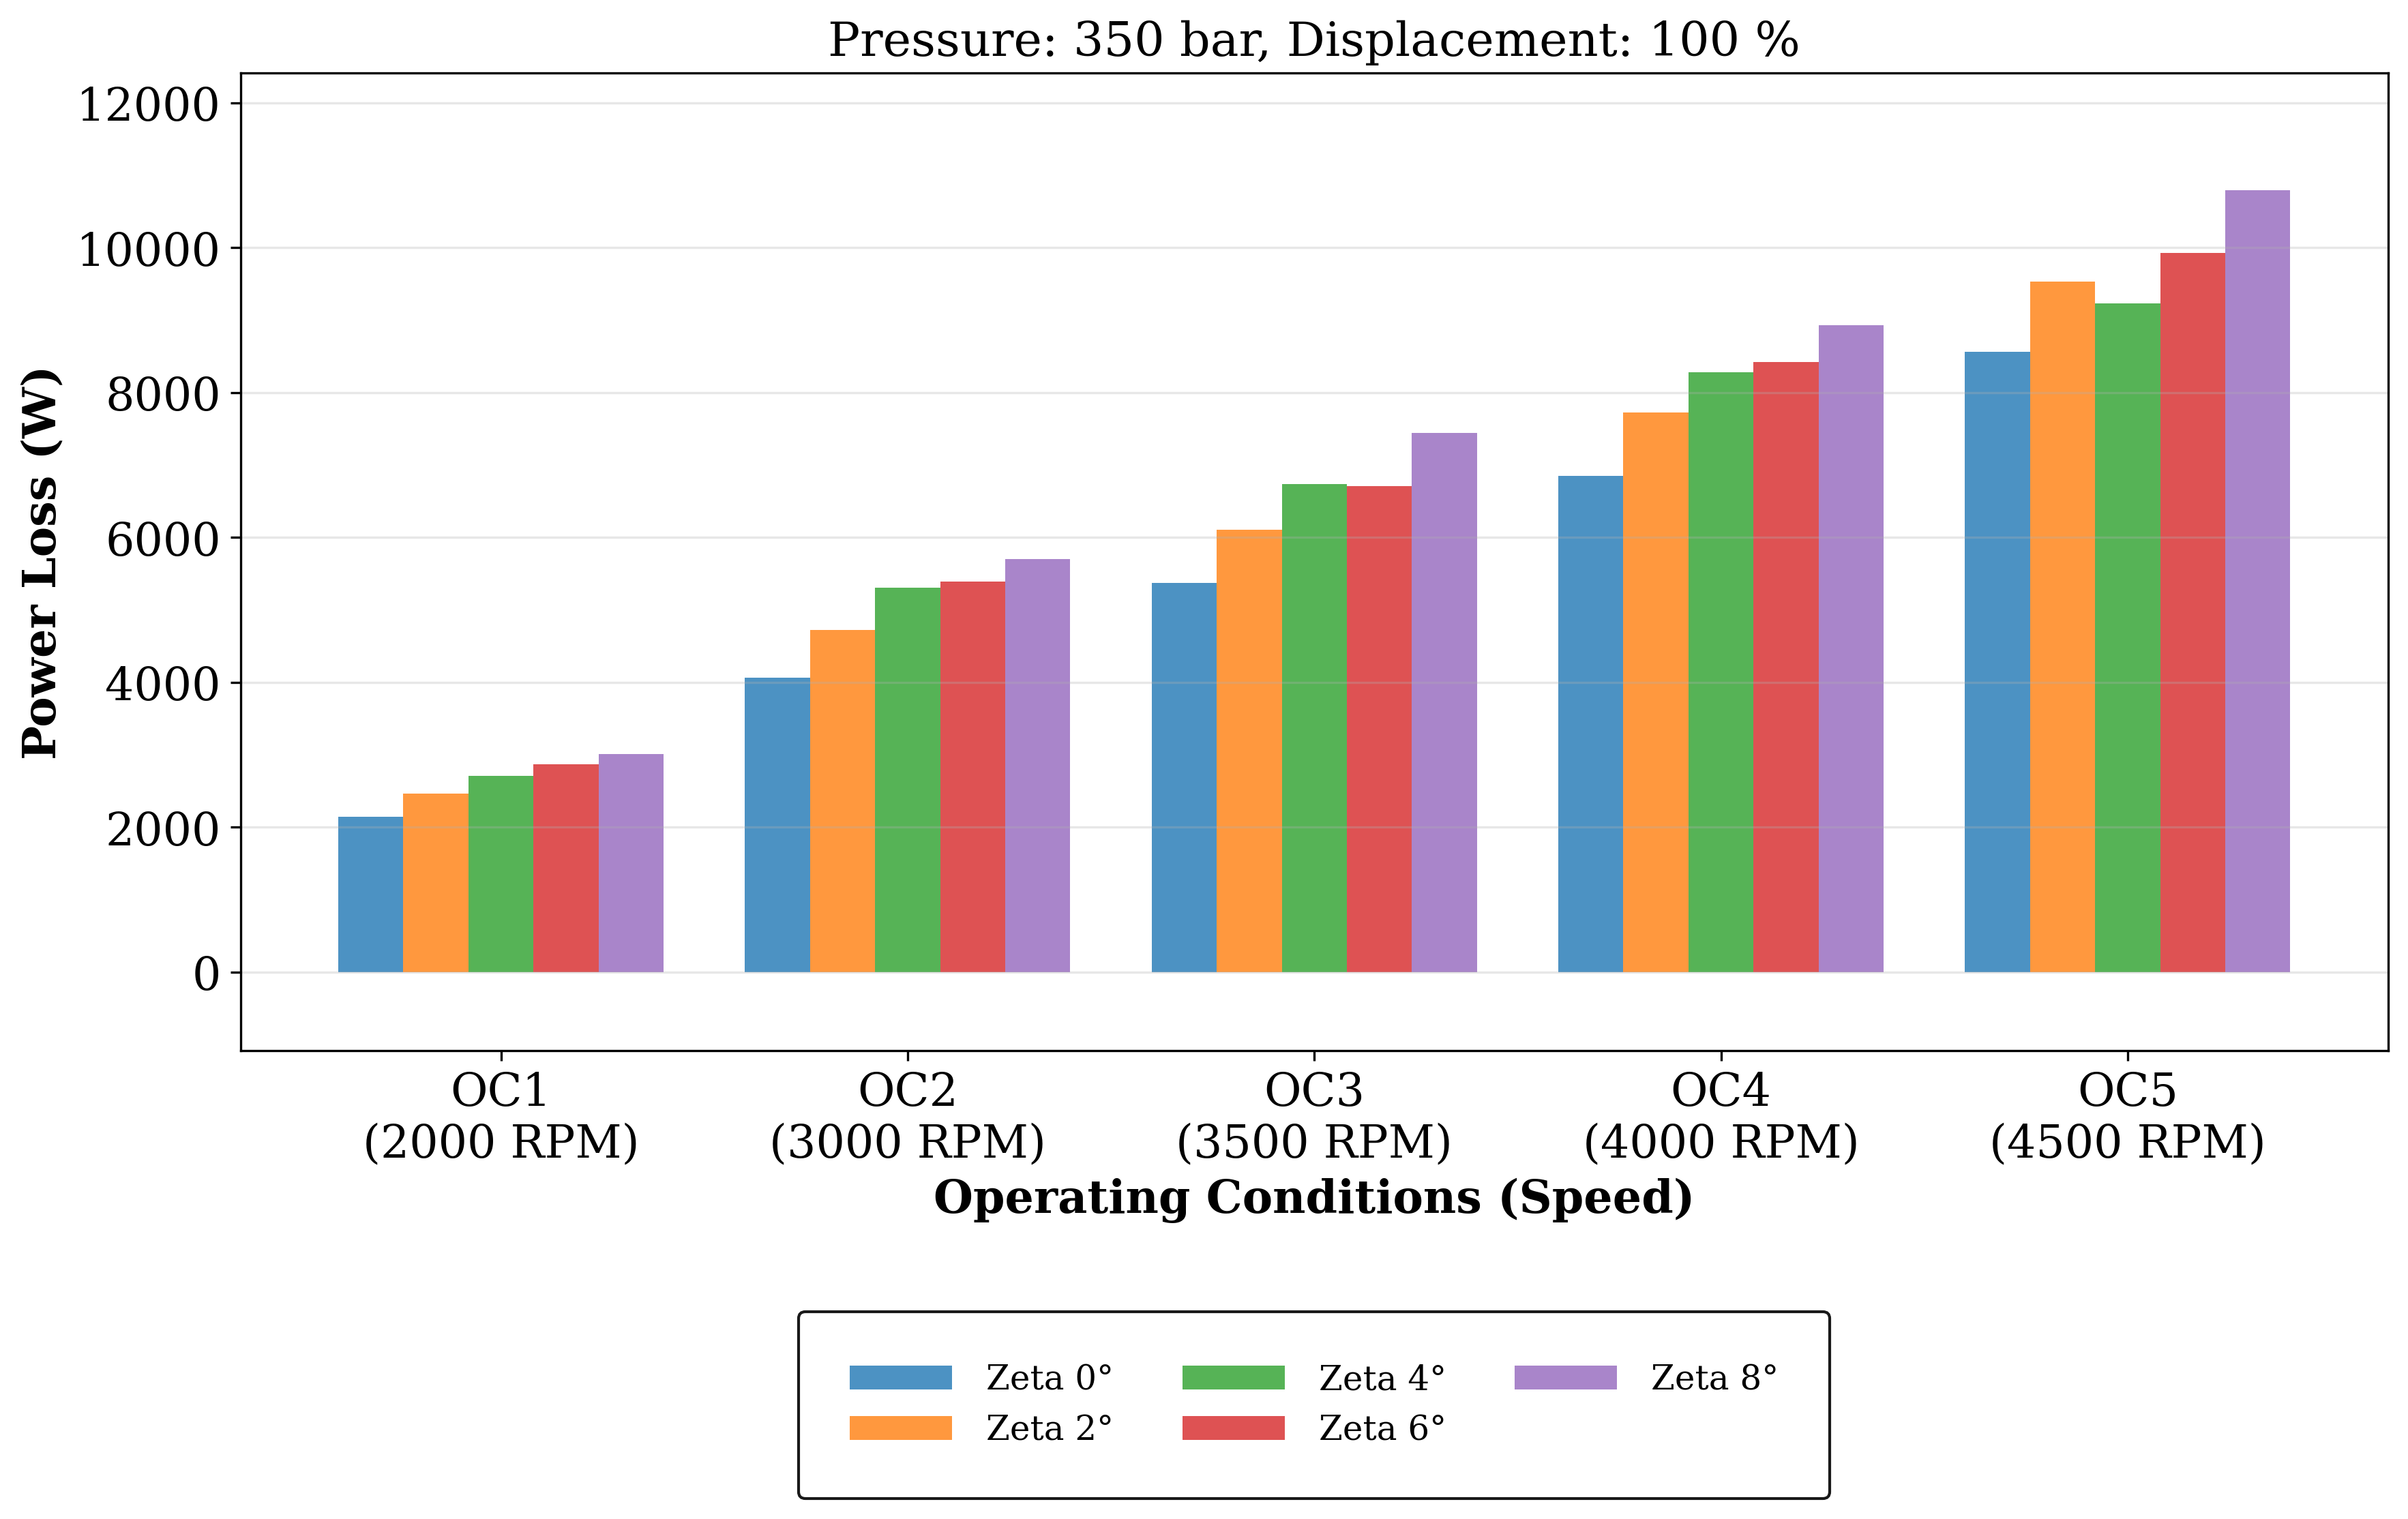 Pressure: 350 bar, Displacement: 100 %
Power Loss (W)
12000
10000
8000
6000
4000
2000
0
OC1
(2000 RPM)
OC2
(3000 RPM)
OC3
(3500 RPM)
OC4
(4000 RPM)
OC5
(4500 RPM)
Operating Conditions (Speed)
Zeta 0°
Zeta 2°
Zeta 4°
Zeta 6°
Zeta 8°